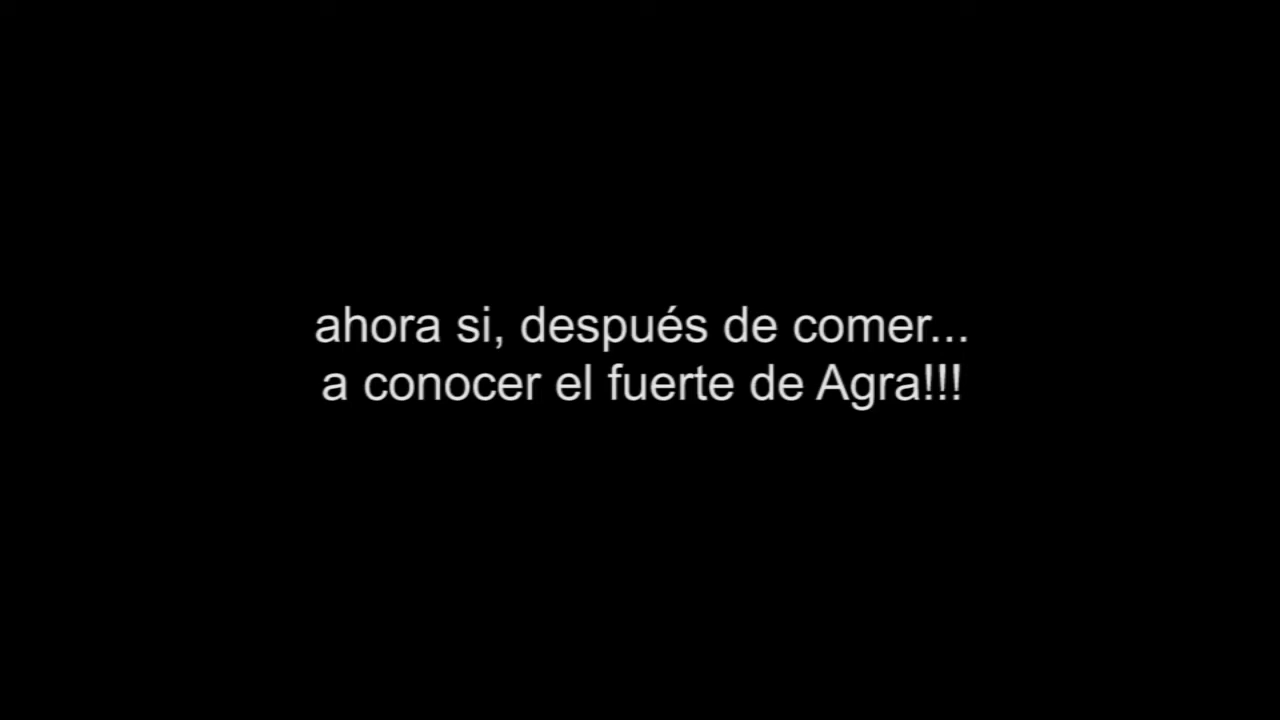 ahora si, después de comer...
a conocer el fuerte de Agra!!!